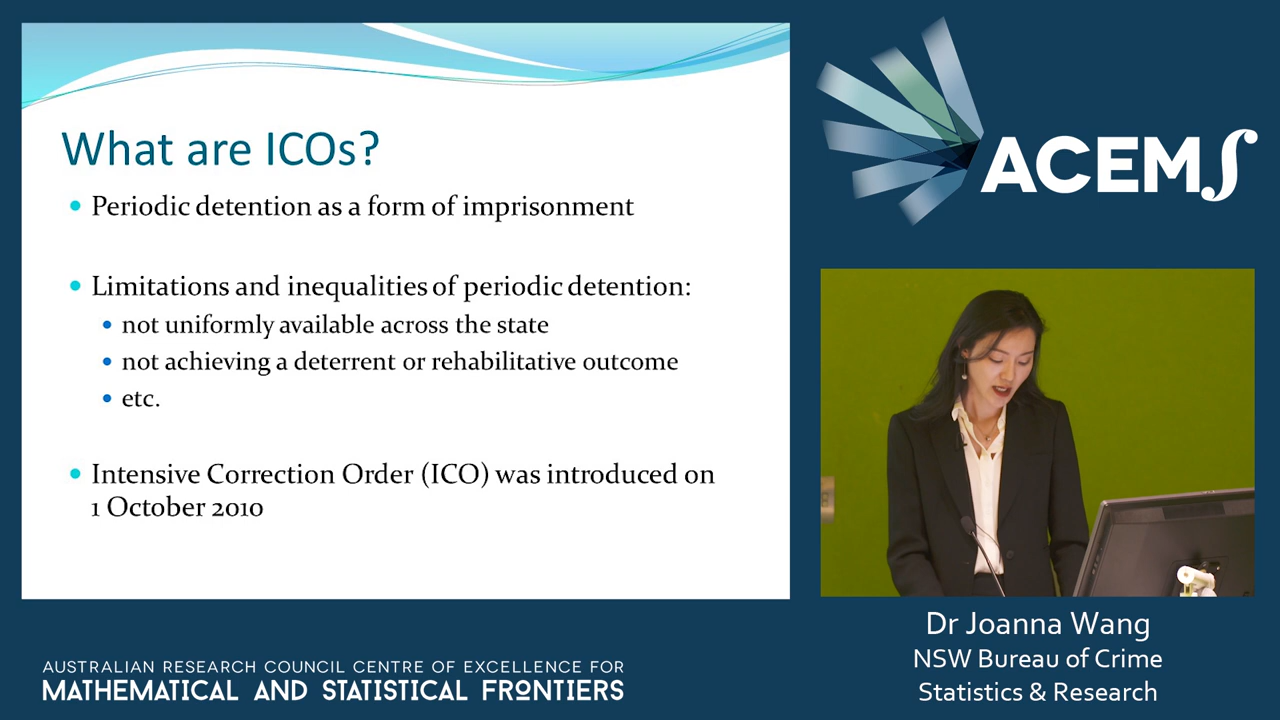 What are ICOs?
Periodic detention as a form of imprisonment
Limitations and inequalities of periodic detention:
not uniformly available across the state
not achieving a deterrent or rehabilitative outcome
etc.
Intensive Correction Order (ICO) was introduced on
1 October 2010
ACEMS
Dr Joanna Wang
NSW Bureau of Crime
Statistics & Research
AUSTRALIAN RESEARCH COUNCIL CENTRE OF EXCELLENCE FOR
MATHEMATICAL AND STATISTICAL FRONTIERS